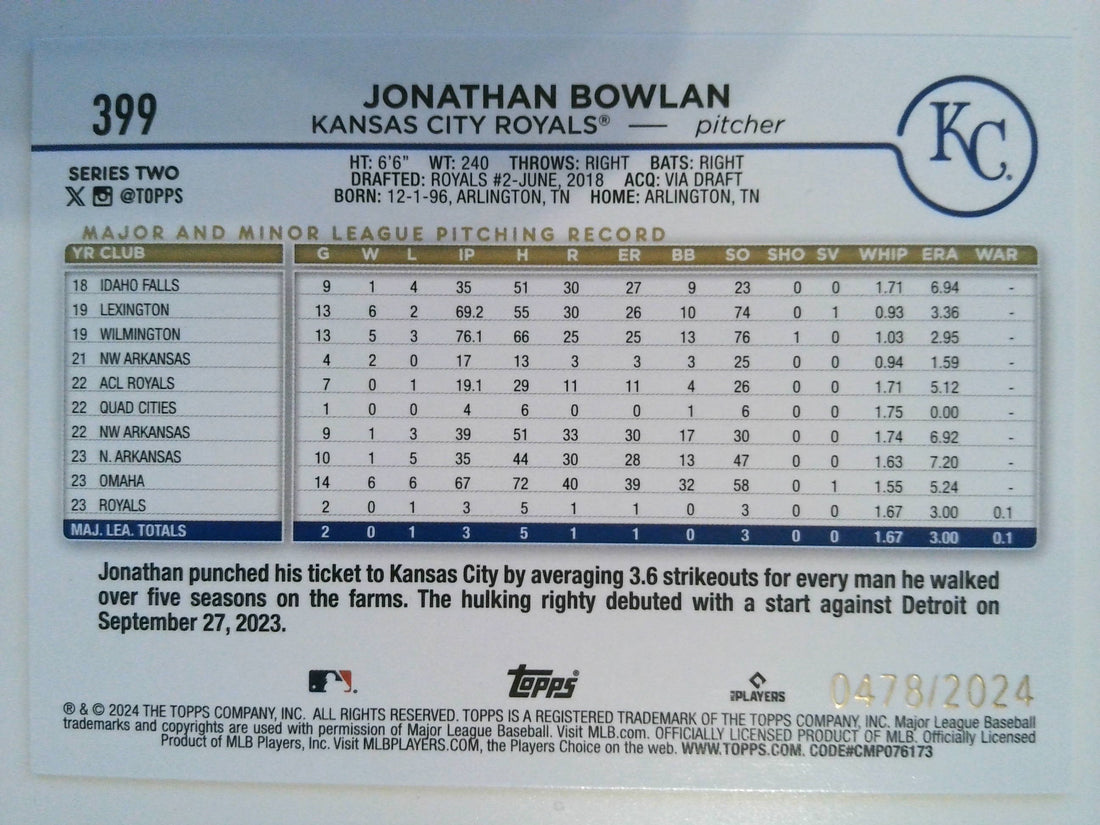 399
JONATHAN BOWLAN
KANSAS CITY ROYALS® — pitcher
KC
SERIES TWO
@TOPPS
HT: 6'6" WT: 240 THROWS: RIGHT BATS: RIGHT
DRAFTED: ROYALS #2-JUNE, 2018 ACQ: VIA DRAFT
BORN: 12-1-96, ARLINGTON, TN HOME: ARLINGTON, TN
MAJOR AND MINOR LEAGUE PITCHING RECORD
YR CLUB G W L IP H R ER BB SO SHO SV WHIP ERA WAR
18 IDAHO FALLS 9 1 4 35 51 30 27 9 23 0 0 1.71 6.94 -
19 LEXINGTON 13 6 2 69.2 55 30 26 10 74 0 1 0.93 3.36 -
19 WILMINGTON 13 5 3 76.1 66 25 25 13 76 1 0 1.03 2.95 -
21 NW ARKANSAS 4 2 0 17 13 3 3 3 25 0 0 0.94 1.59 -
22 ACL ROYALS 7 0 1 19.1 29 11 11 4 26 0 0 1.71 5.12 -
22 QUAD CITIES 1 0 0 4 6 0 0 1 6 0 0 1.75 0.00 -
22 NW ARKANSAS 9 1 3 39 51 33 30 17 30 0 0 1.74 6.92 -
23 N. ARKANSAS 10 1 5 35 44 30 28 13 47 0 0 1.63 7.20 -
23 OMAHA 14 6 6 67 72 40 39 32 58 0 1 1.55 5.24 -
23 ROYALS 2 0 1 3 5 1 1 0 3 0 0 1.67 3.00 0.1
MAJ. LEA. TOTALS 2 0 1 3 5 1 1 0 3 0 0 1.67 3.00 0.1
Jonathan punched his ticket to Kansas City by averaging 3.6 strikeouts for every man he walked
over five seasons on the farms. The hulking righty debuted with a start against Detroit on
September 27, 2023.
Topps®
PLAYERS
0478/2024
® & © 2024 THE TOPPS COMPANY, INC. ALL RIGHTS RESERVED. TOPPS IS A REGISTERED TRADEMARK OF THE TOPPS COMPANY, INC. Major League Baseball
trademarks and copyrights are used with permission of Major League Baseball. Visit MLB.com. OFFICIALLY LICENSED PRODUCT OF MLB. Officially Licensed
Product of MLB Players, Inc. Visit MLBPLAYERS.COM, the Players Choice on the web. WWW.TOPPS.COM. CODE#CMP076173